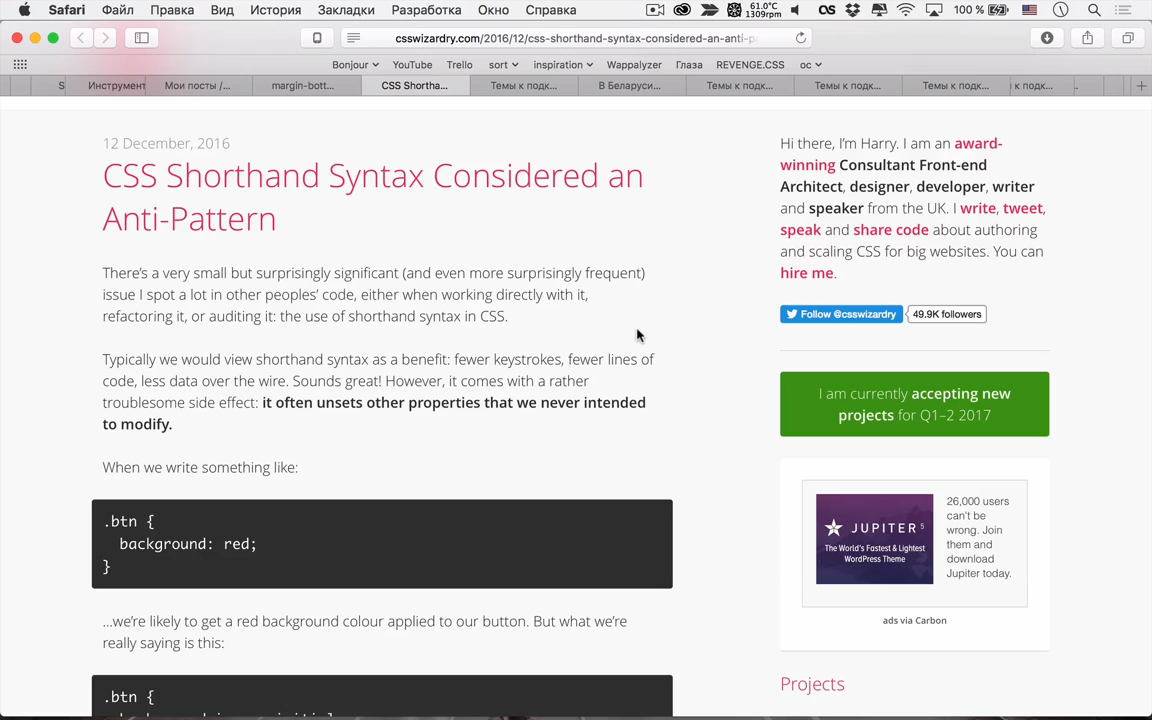 Safari Файл Правка Вид История Закладки Разработка Окно Справка 61.0°C 1309rpm 100 %
csswizardry.com/2016/12/css-shorthand-syntax-considered-an-anti-p
Bonjour YouTube Trello sort inspiration Wappalyzer Глаза REVENGE.CSS ос
S Инструмент Мои посты /... margin-bott... CSS Shortha... Темы к подк... В Беларуси... Темы к подк... Темы к подк... Темы к подк... к подк...
12 December, 2016
CSS Shorthand Syntax Considered an
Anti-Pattern
There’s a very small but surprisingly significant (and even more surprisingly frequent)
issue I spot a lot in other peoples’ code, either when working directly with it,
refactoring it, or auditing it: the use of shorthand syntax in CSS.
Typically we would view shorthand syntax as a benefit: fewer keystrokes, fewer lines of
code, less data over the wire. Sounds great! However, it comes with a rather
troublesome side effect: it often unsets other properties that we never intended
to modify.
When we write something like:
.btn {
background: red;
}
…we’re likely to get a red background colour applied to our button. But what we’re
really saying is this:
.btn {
Hi there, I’m Harry. I am an award-
winning Consultant Front-end
Architect, designer, developer, writer
and speaker from the UK. I write, tweet,
speak and share code about authoring
and scaling CSS for big websites. You can
hire me.
Follow @csswizardry 49.9K followers
I am currently accepting new
projects for Q1–2 2017
JUPITER 5
The World's Fastest & Lightest
WordPress Theme
26,000 users
can't be
wrong. Join
them and
download
Jupiter today.
ads via Carbon
Projects